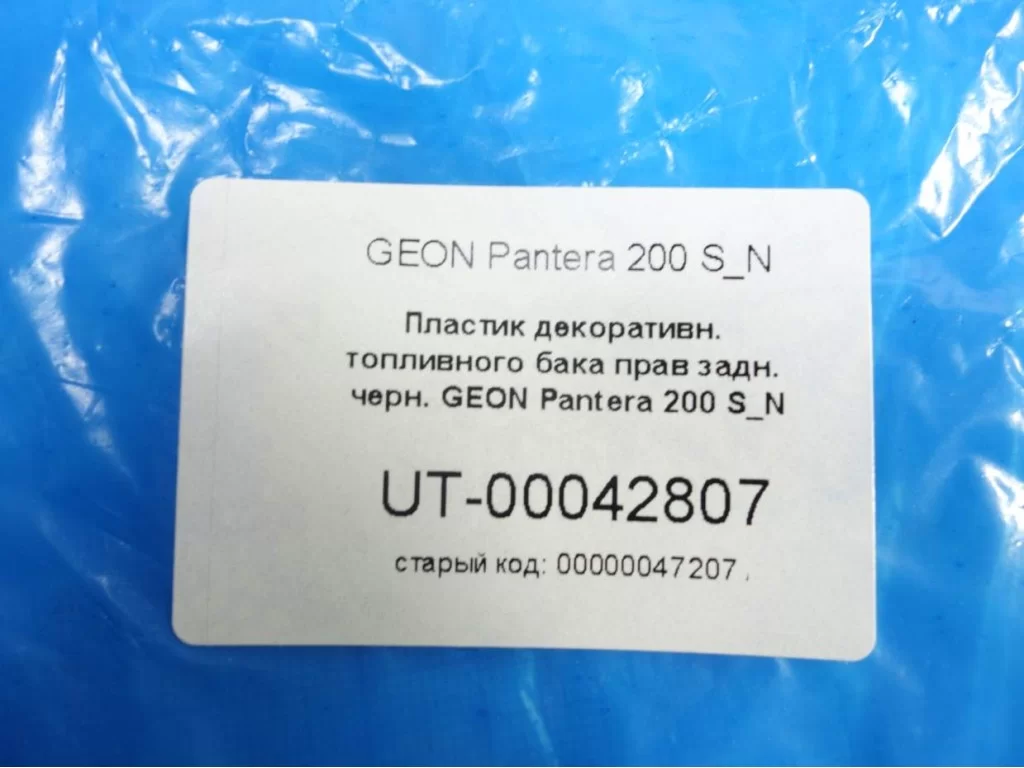 GEON Pantera 200 S_N
Пластик декоративн.
топливного бака прав задн.
черн. GEON Pantera 200 S_N
UT-00042807
старый код: 00000047207 ,